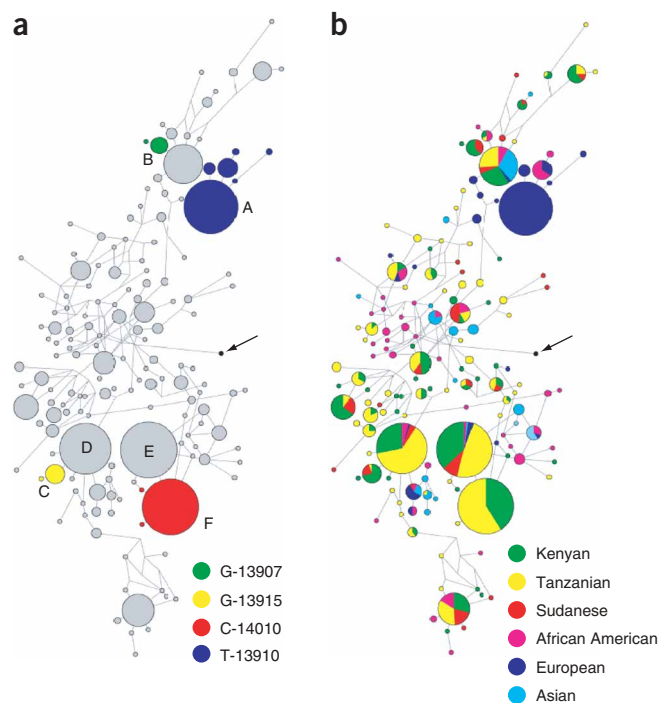 a
b
B
A
D
E
C
F
G-13907
G-13915
C-14010
T-13910
Kenyan
Tanzanian
Sudanese
African American
European
Asian